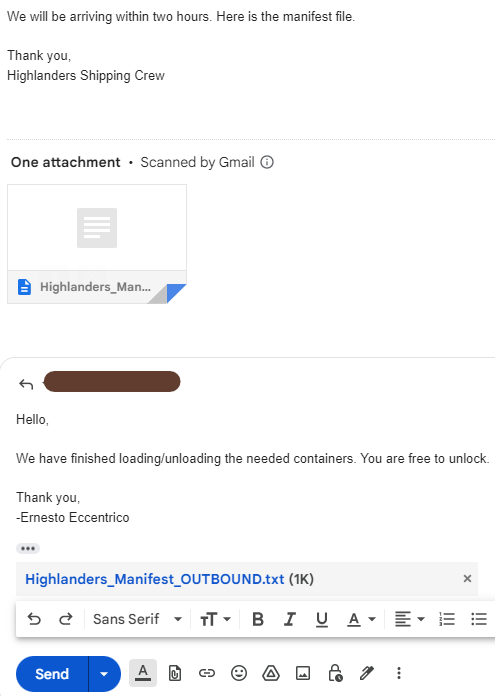 We will be arriving within two hours. Here is the manifest file.
Thank you,
Highlanders Shipping Crew
One attachment • Scanned by Gmail
Highlanders_Man...
Hello,
We have finished loading/unloading the needed containers. You are free to unlock.
Thank you,
-Ernesto Eccentrico
Highlanders_Manifest_OUTBOUND.txt (1K)
Sans Serif
B I U A
Send A